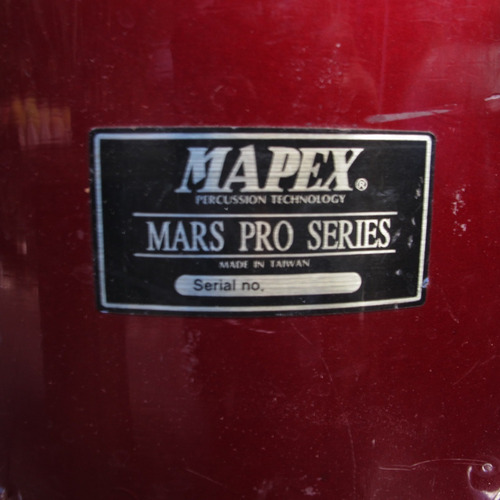 MAPEX®
PERCUSSION TECHNOLOGY
MARS PRO SERIES
MADE IN TAIWAN
Serial no.